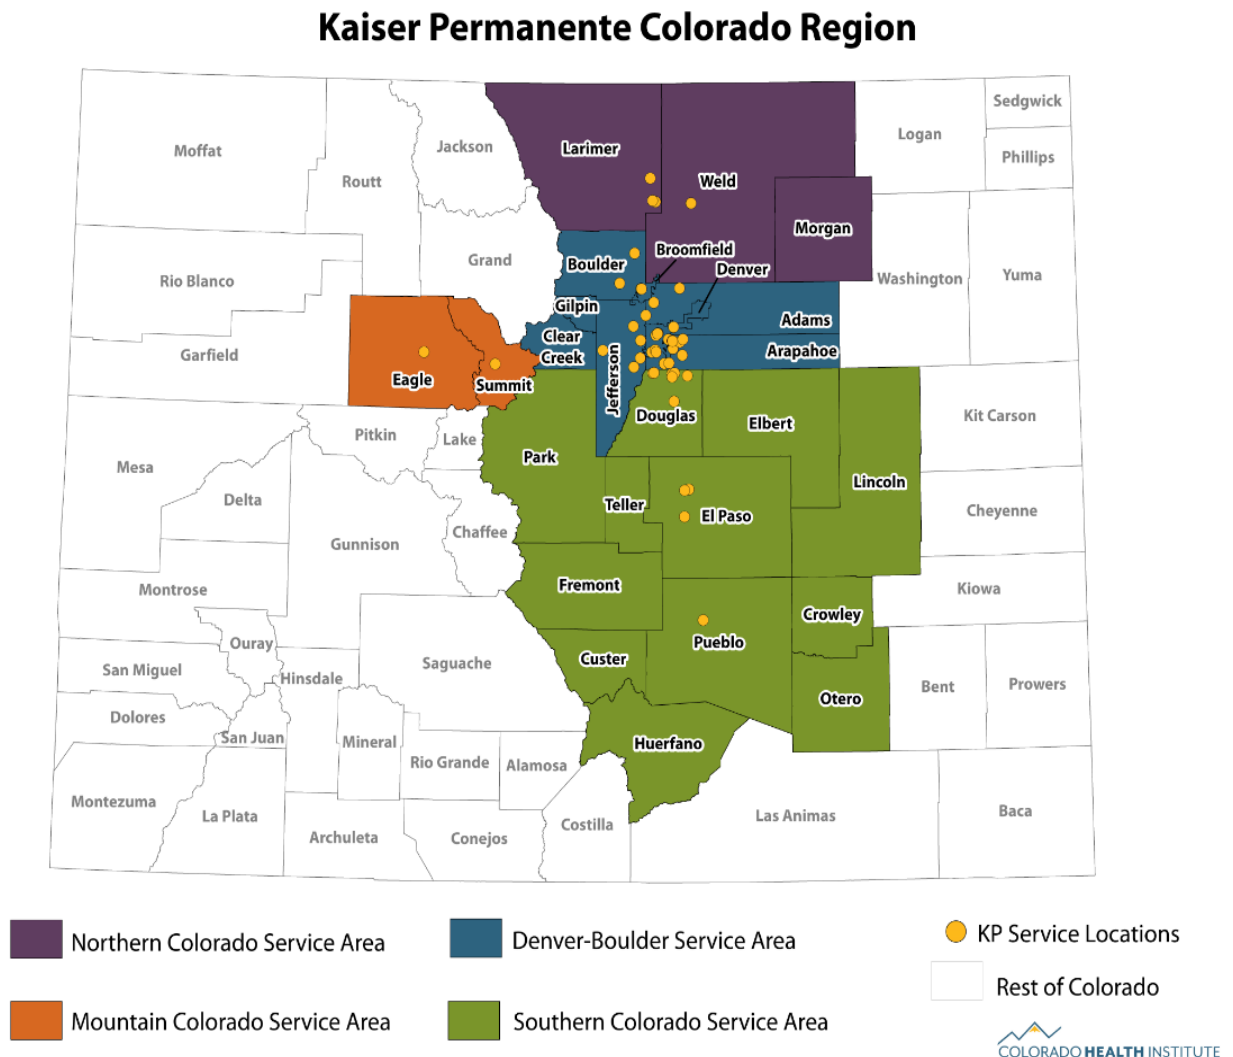 Kaiser Permanente Colorado Region
Sedgwick
Logan
Jackson
Larimer
Moffat
Phillips
Routt
Weld
Morgan
Broomfield
Grand
Boulder
Denver
Rio Blanco
Washington
Yuma
Gilpin
Adams
Clear
Creek
Garfield
Arapahoe
Eagle
Summit
Jefferson
Douglas
Kit Carson
Elbert
Pitkin
Lake
Park
Mesa
Lincoln
Delta
Teller
El Paso
Cheyenne
Chaffee
Gunnison
Fremont
Montrose
Kiowa
Crowley
Ouray
Pueblo
Custer
Saguache
San Miguel
Hinsdale
Bent
Prowers
Otero
Dolores
San Juan
Mineral
Huerfano
Rio Grande
Alamosa
Montezuma
La Plata
Las Animas
Baca
Costilla
Archuleta
Conejos
Northern Colorado Service Area
Denver-Boulder Service Area
KP Service Locations
Rest of Colorado
Mountain Colorado Service Area
Southern Colorado Service Area
COLORADO HEALTH INSTITUTE